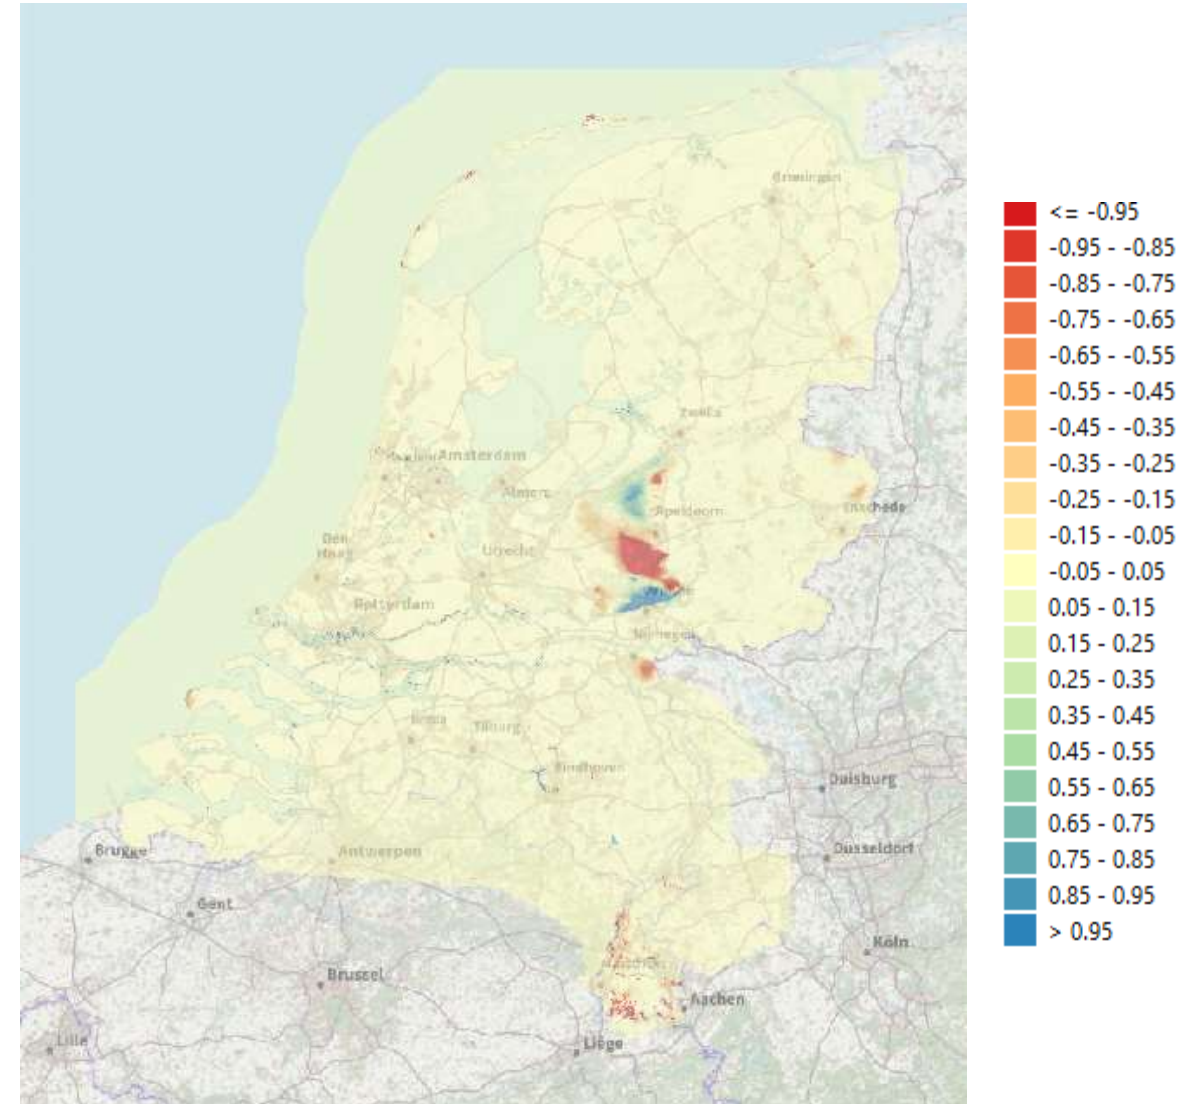 Groningen
Zwolle
Amsterdam
Almere
Apeldoorn
Enschede
Den
Haag
Utrecht
Rotterdam
Nijmegen
Breda
Tilburg
Eindhoven
Duisburg
Brugge
Antwerpen
Düsseldorf
Gent
Köln
Brussel
Maastricht
Aachen
Lille
Liège
<= -0.95
-0.95 - -0.85
-0.85 - -0.75
-0.75 - -0.65
-0.65 - -0.55
-0.55 - -0.45
-0.45 - -0.35
-0.35 - -0.25
-0.25 - -0.15
-0.15 - -0.05
-0.05 - 0.05
0.05 - 0.15
0.15 - 0.25
0.25 - 0.35
0.35 - 0.45
0.45 - 0.55
0.55 - 0.65
0.65 - 0.75
0.75 - 0.85
0.85 - 0.95
> 0.95